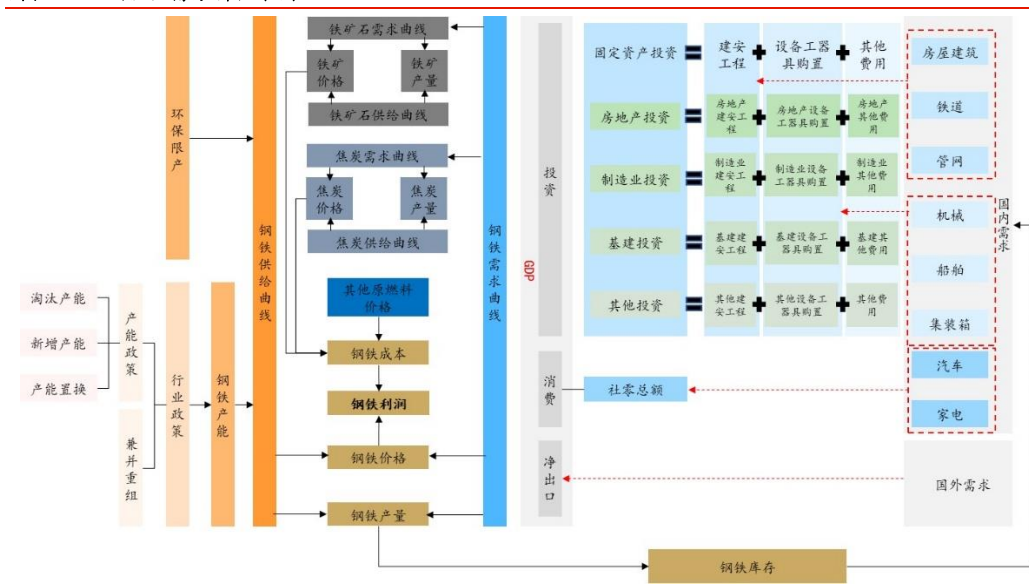 铁矿石需求曲线
铁矿
价格
铁矿
产量
铁矿石供给曲线
焦炭需求曲线
焦炭
价格
焦炭
产量
焦炭供给曲线
其他原燃料
价格
钢铁成本
钢铁利润
钢铁价格
钢铁产量
环保限产
钢铁供给曲线
钢铁需求曲线
淘汰产能
新增产能
产能置换
产能政策
兼并重组
行业政策
钢铁产能
GDP
投资
消费
净出口
固定资产投资
建安
工程
设备工器
具购置
其他
费用
房地产投资
房地产
建安工
程
房地产设备
工器具购置
房地产
其他费
用
制造业投资
制造业
建安工
程
制造业设备
工器具购置
制造业
其他费
用
基建投资
基建建
安工程
基建设备工
器具购置
基建其
他费用
其他投资
其他建
安工程
其他设备工
器具购置
其他费
用
社零总额
房屋建筑
铁道
管网
机械
船舶
集装箱
汽车
家电
国内需求
国外需求
钢铁库存